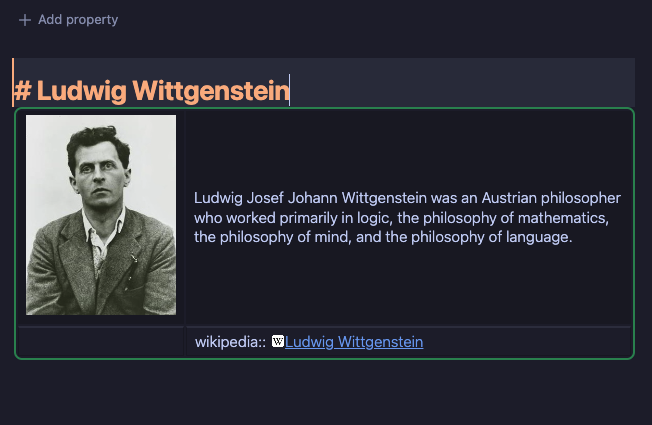 Add property
# Ludwig Wittgenstein
Ludwig Josef Johann Wittgenstein was an Austrian philosopher
who worked primarily in logic, the philosophy of mathematics,
the philosophy of mind, and the philosophy of language.
wikipedia:: W Ludwig Wittgenstein